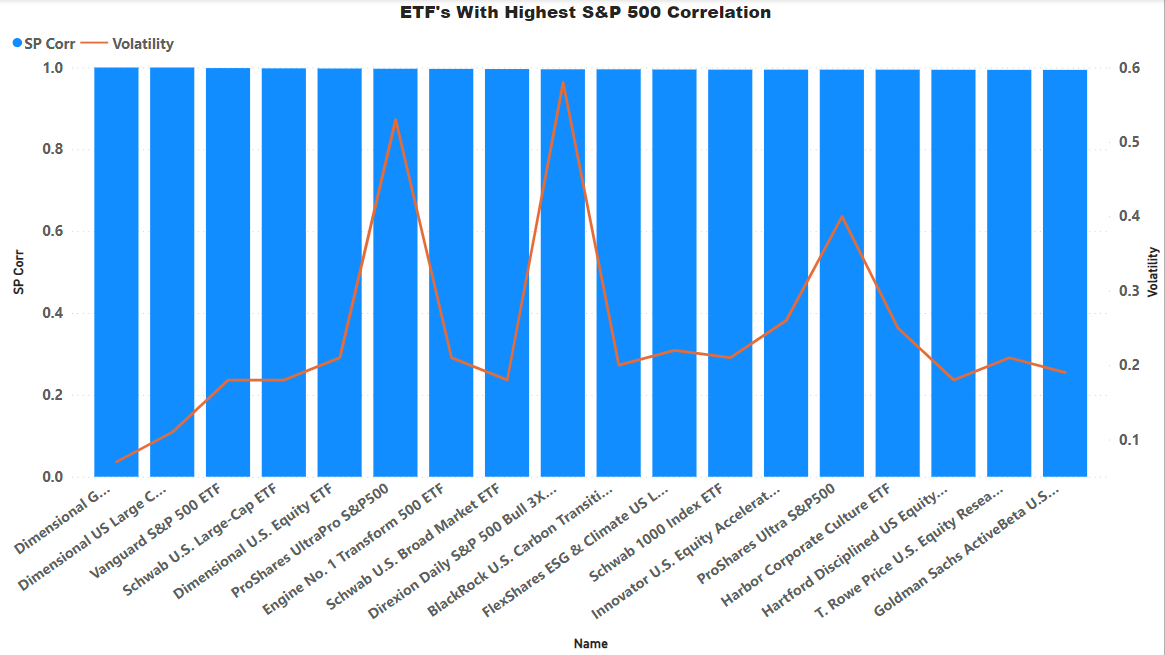 ETF's With Highest S&P 500 Correlation
SP Corr Volatility
1.0
0.8
0.6
0.4
0.2
0.0
SP Corr
0.6
0.5
0.4
0.3
0.2
0.1
Volatility
Dimensional G...
Dimensional US Large C...
Vanguard S&P 500 ETF
Schwab U.S. Large-Cap ETF
Dimensional U.S. Equity ETF
ProShares UltraPro S&P500
Engine No. 1 Transform 500 ETF
Schwab U.S. Broad Market ETF
Direxion Daily S&P 500 Bull 3X...
BlackRock U.S. Carbon Transiti...
FlexShares ESG & Climate US L...
Schwab 1000 Index ETF
Innovator U.S. Equity Accelerat...
ProShares Ultra S&P500
Harbor Corporate Culture ETF
Hartford Disciplined US Equity...
T. Rowe Price U.S. Equity Resea...
Goldman Sachs ActiveBeta U.S...
Name